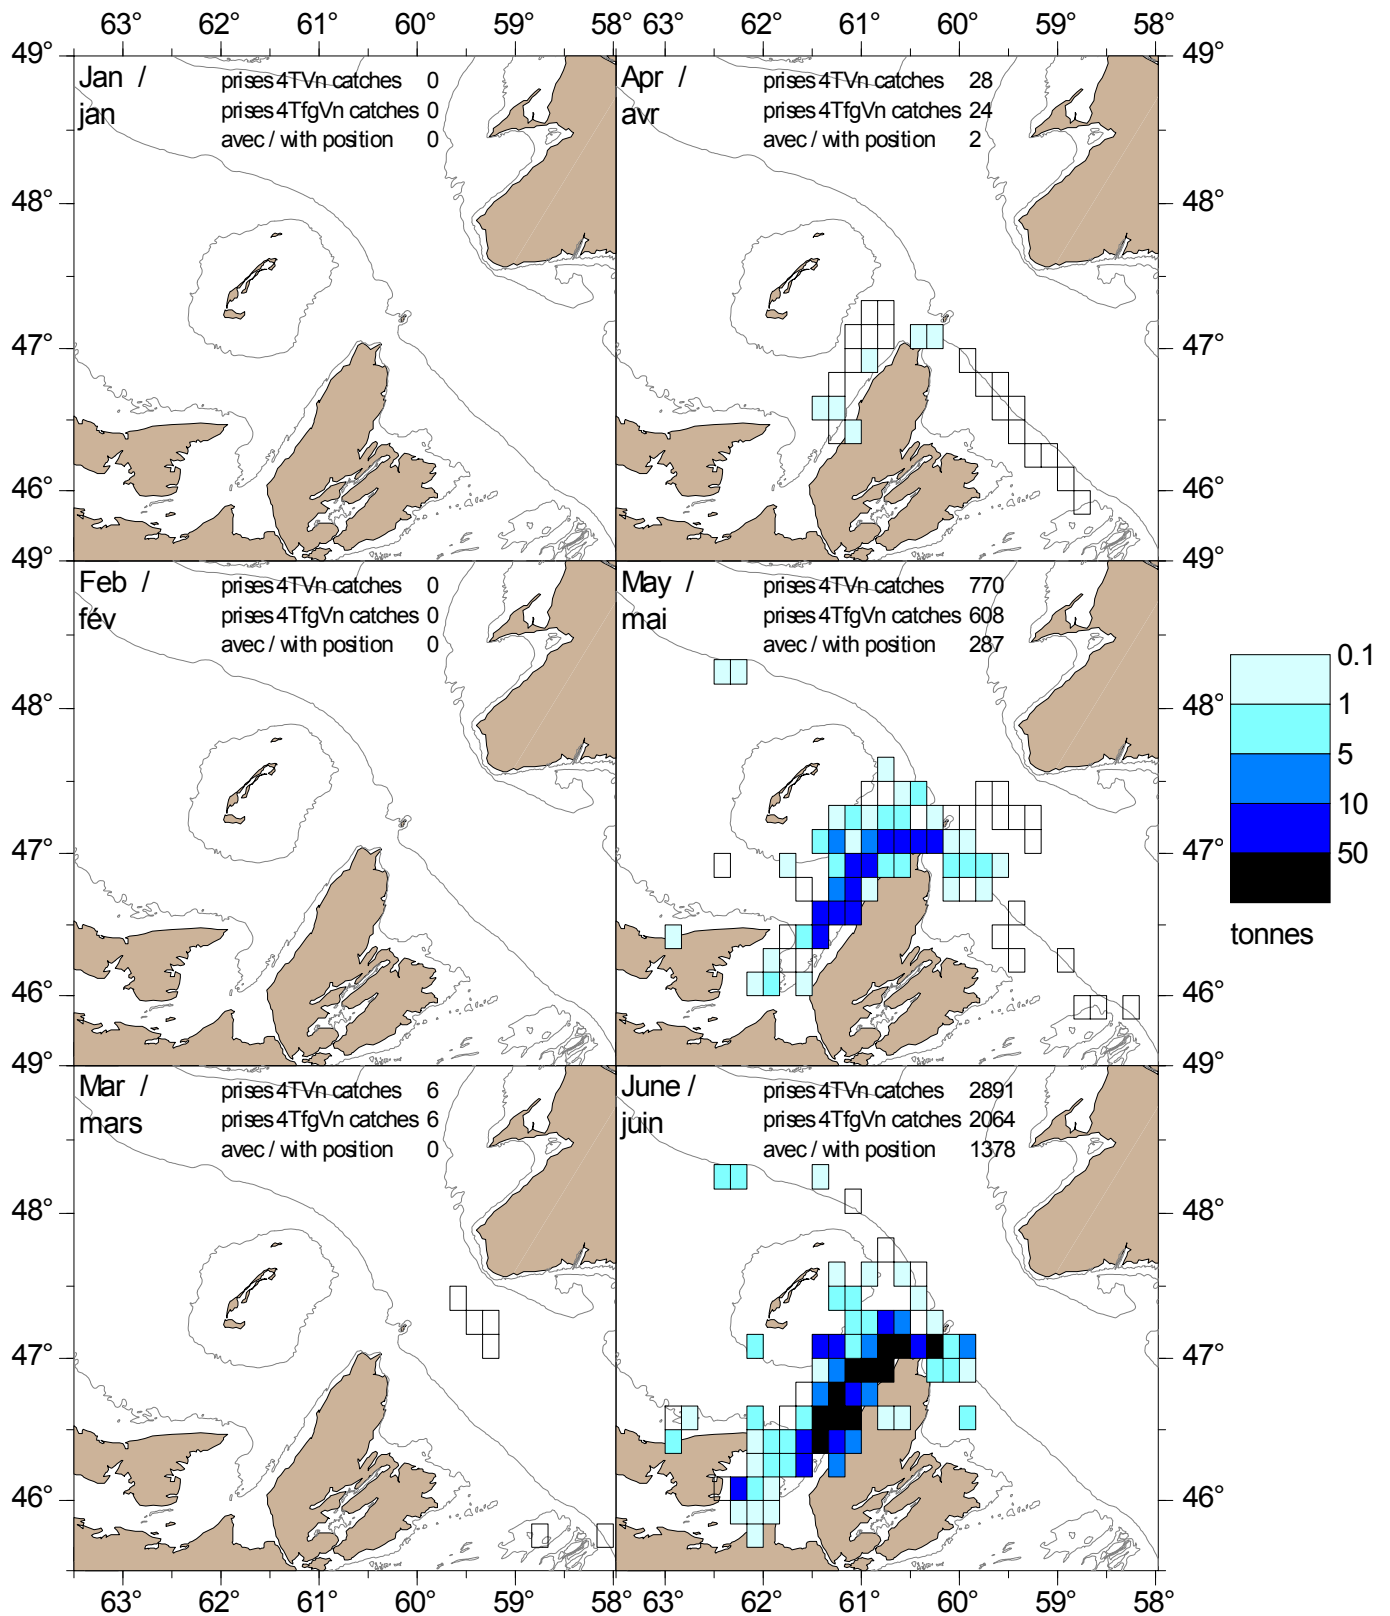 63° 62° 61° 60° 59° 58°
63° 62° 61° 60° 59° 58°
49°
49°
Jan /
jan
prises 4TVn catches 0
prises 4TfgVn catches 0
avec / with position 0
Apr /
avr
prises 4TVn catches 28
prises 4TfgVn catches 24
avec / with position 2
48°
48°
47°
47°
46°
46°
49°
49°
Feb /
fév
prises 4TVn catches 0
prises 4TfgVn catches 0
avec / with position 0
May /
mai
prises 4TVn catches 770
prises 4TfgVn catches 608
avec / with position 287
48°
48°
47°
47°
46°
46°
0.1
1
5
10
50
tonnes
49°
49°
Mar /
mars
prises 4TVn catches 6
prises 4TfgVn catches 6
avec / with position 0
June /
juin
prises 4TVn catches 2891
prises 4TfgVn catches 2064
avec / with position 1378
48°
48°
47°
47°
46°
46°
63° 62° 61° 60° 59° 58°
63° 62° 61° 60° 59° 58°